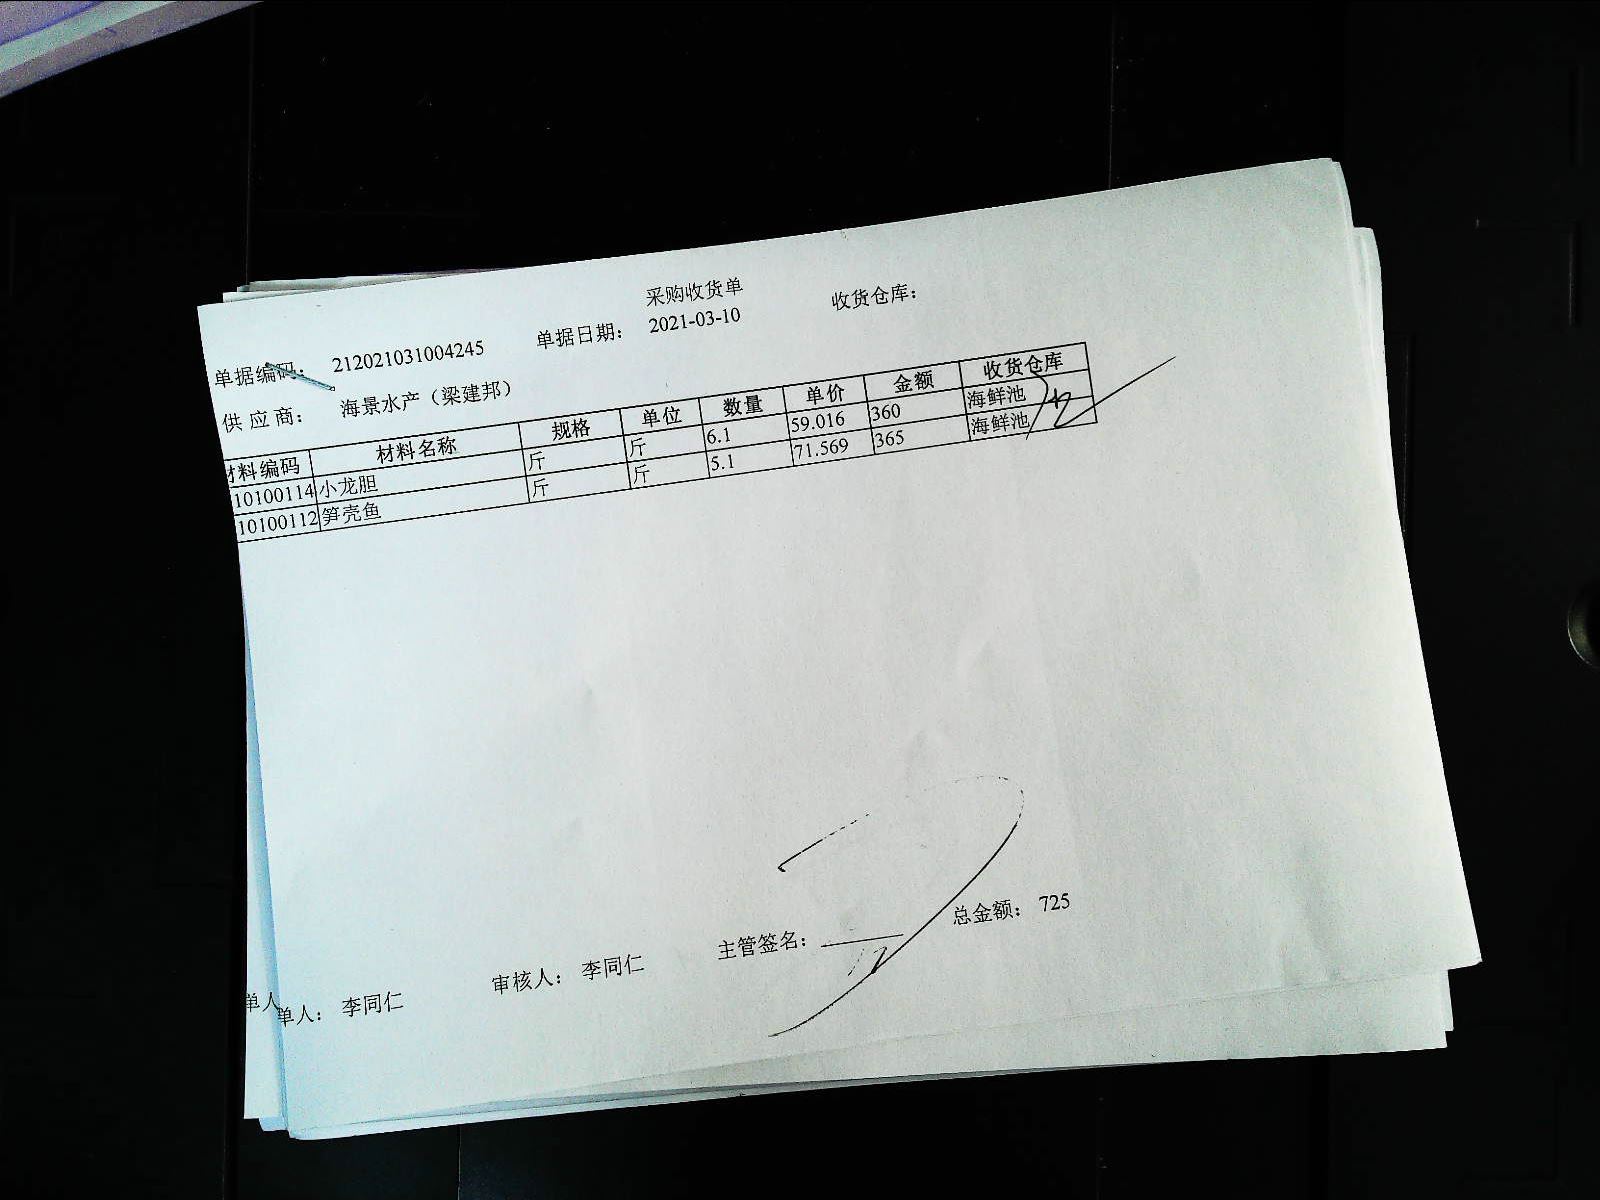 采购收货单
单据编码: 212021031004245 单据日期: 2021-03-10 收货仓库:
供应商: 海景水产（梁建邦）
材料编码 材料名称 规格 单位 数量 单价 金额 收货仓库
10100114 小龙胆 斤 斤 6.1 59.016 360 海鲜池
10100112 笋壳鱼 斤 斤 5.1 71.569 365 海鲜池
总金额: 725
单人: 李同仁 审核人: 李同仁 主管签名:
单人